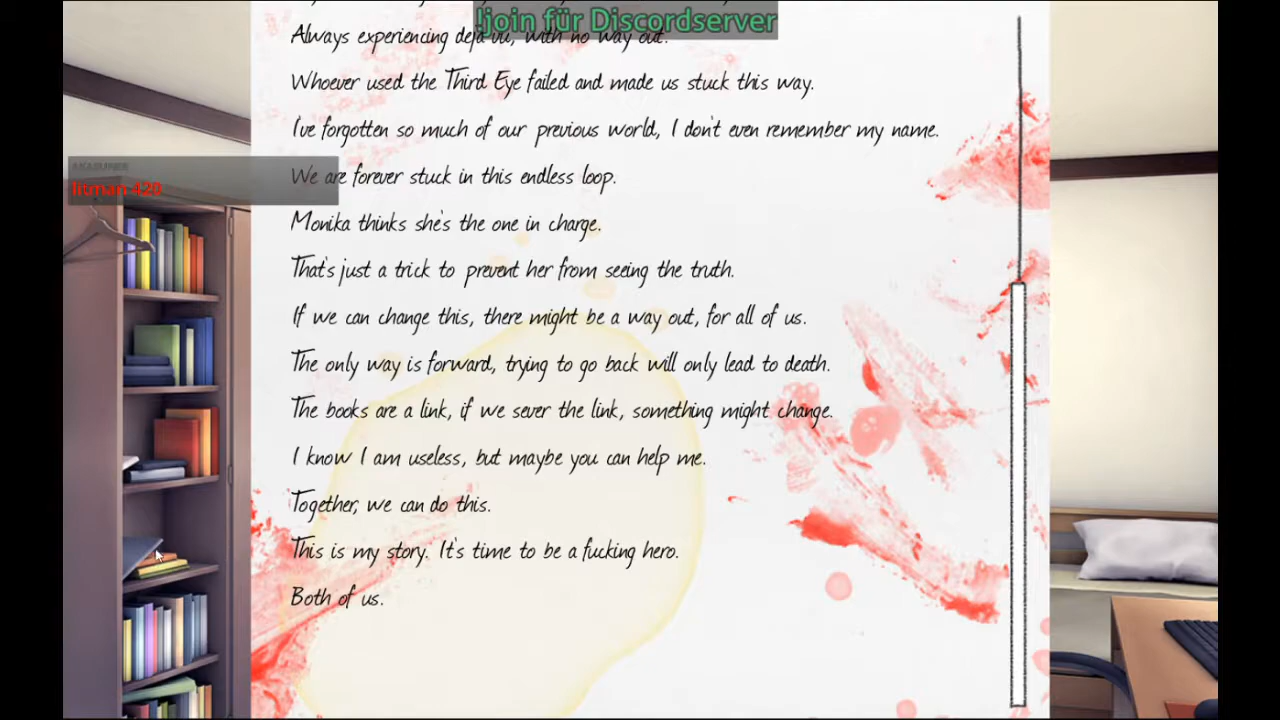 !join für Discordserver
Always experiencing deja vu, with no way out.
Whoever used the Third Eye failed and made us stuck this way.
I've forgotten so much of our previous world, I don't even remember my name.
litman 420
We are forever stuck in this endless loop.
Monika thinks she's the one in charge.
That's just a trick to prevent her from seeing the truth.
If we can change this, there might be a way out, for all of us.
The only way is forward, trying to go back will only lead to death.
The books are a link, if we sever the link, something might change.
I know I am useless, but maybe you can help me.
Together, we can do this.
This is my story. It's time to be a fucking hero.
Both of us.